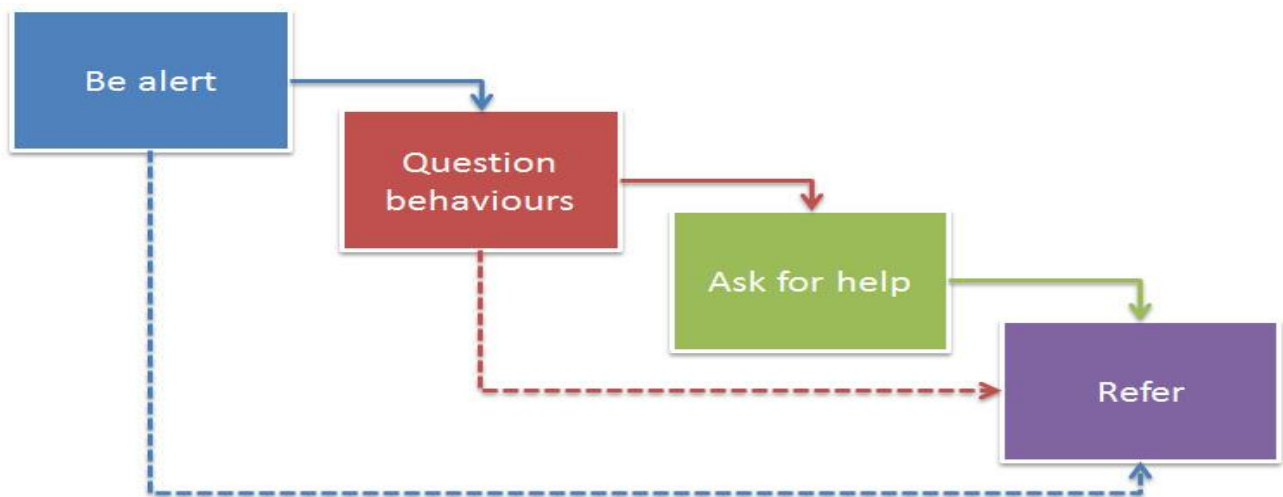 Be alert
Question
behaviours
Ask for help
Refer